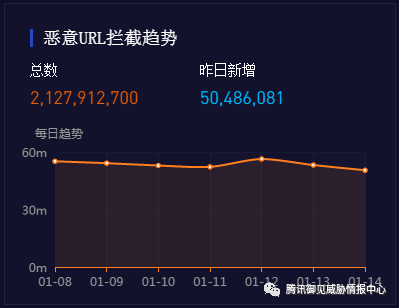 恶意URL拦截趋势
总数 昨日新增
2,127,912,700 50,486,081
每日趋势
60m
30m
0m
01-08 01-09 01-10 01-11 01-12 01-13 01-14
腾讯御见威胁情报中心